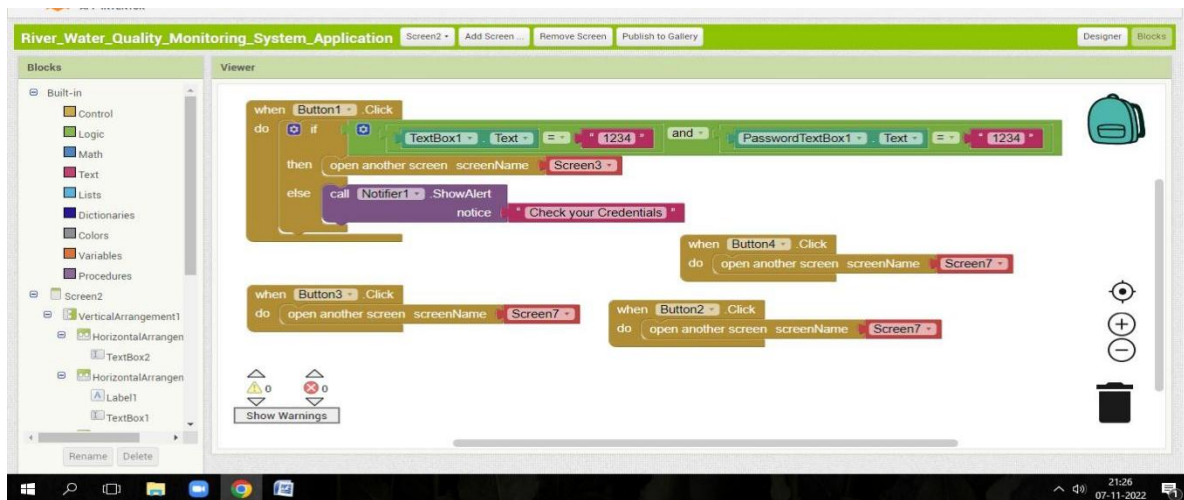 River_Water_Quality_Monitoring_System_Application Screen2 Add Screen ... Remove Screen Publish to Gallery Designer Blocks
Blocks
Viewer
Built-in
Control
Logic
Math
Text
Lists
Dictionaries
Colors
Variables
Procedures
Screen2
VerticalArrangement1
HorizontalArrangen
TextBox2
HorizontalArrangen
Label1
TextBox1
Rename Delete
when Button1 .Click
do if TextBox1 . Text = " 1234 " and PasswordTextBox1 . Text = " 1234 "
then open another screen screenName Screen3
else call Notifier1 .ShowAlert
notice " Check your Credentials "
when Button4 .Click
do open another screen screenName Screen7
when Button3 .Click
do open another screen screenName Screen7
when Button2 .Click
do open another screen screenName Screen7
0 0
Show Warnings
21:26
07-11-2022